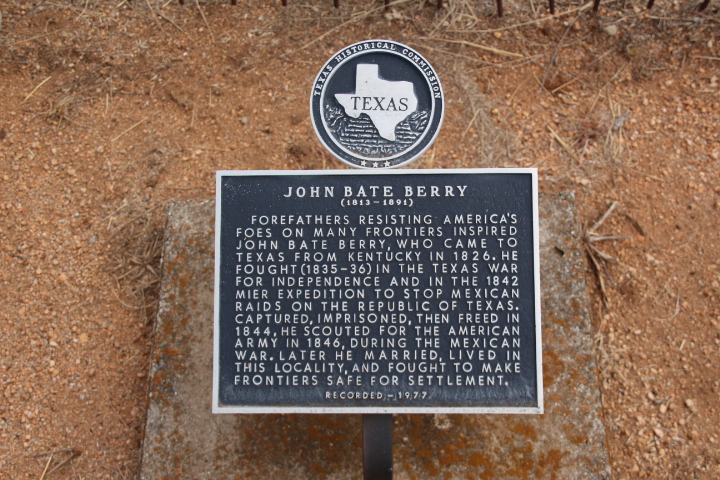 TEXAS HISTORICAL COMMISSION
TEXAS
JOHN BATE BERRY
(1813-1891)
FOREFATHERS RESISTING AMERICA'S
FOES ON MANY FRONTIERS INSPIRED
JOHN BATE BERRY, WHO CAME TO
TEXAS FROM KENTUCKY IN 1826. HE
FOUGHT (1835-36) IN THE TEXAS WAR
FOR INDEPENDENCE AND IN THE 1842
MIER EXPEDITION TO STOP MEXICAN
RAIDS ON THE REPUBLIC OF TEXAS.
CAPTURED, IMPRISONED, THEN FREED IN
1844, HE SCOUTED FOR THE AMERICAN
ARMY IN 1846, DURING THE MEXICAN
WAR. LATER HE MARRIED, LIVED IN
THIS LOCALITY, AND FOUGHT TO MAKE
FRONTIERS SAFE FOR SETTLEMENT.
RECORDED - 1977